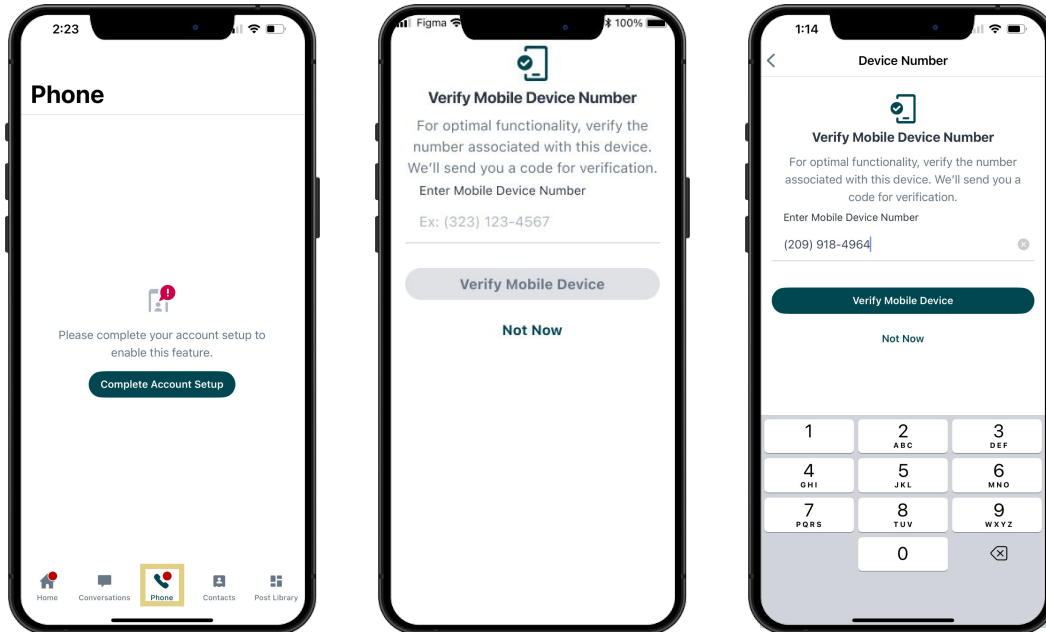 2:23
Phone
Please complete your account setup to
enable this feature.
Complete Account Setup
Home
Conversations
Phone
Contacts
Post Library
Figma
100%
Verify Mobile Device Number
For optimal functionality, verify the
number associated with this device.
We'll send you a code for verification.
Enter Mobile Device Number
Ex: (323) 123-4567
Verify Mobile Device
Not Now
1:14
Device Number
Verify Mobile Device Number
For optimal functionality, verify the number
associated with this device. We'll send you a
code for verification.
Enter Mobile Device Number
(209) 918-4964
Verify Mobile Device
Not Now
1 2 3
ABC DEF
4 5 6
GHI JKL MNO
7 8 9
PQRS TUV WXYZ
0